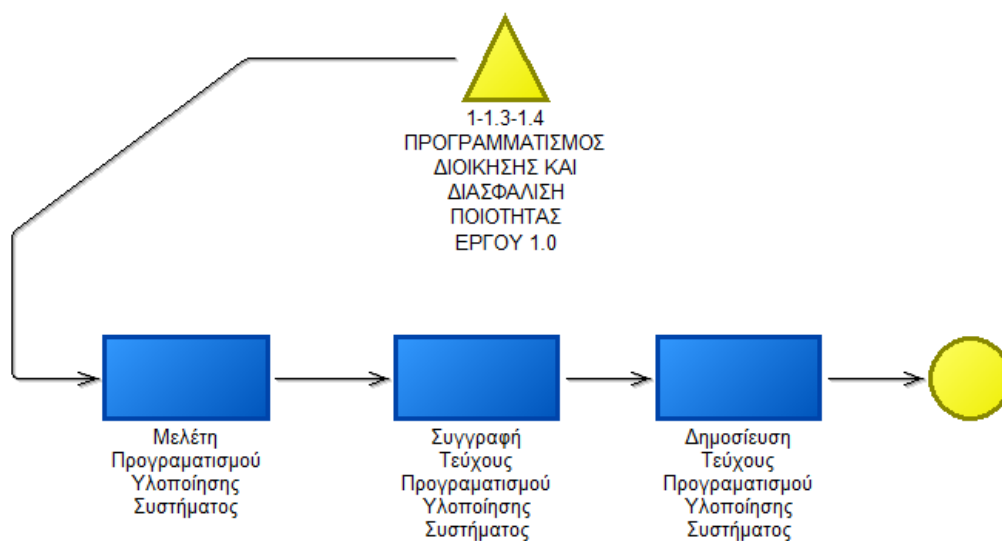 1-1.3-1.4
ΠΡΟΓΡΑΜΜΑΤΙΣΜΟΣ
ΔΙΟΙΚΗΣΗΣ ΚΑΙ
ΔΙΑΣΦΑΛΙΣΗ
ΠΟΙΟΤΗΤΑΣ
ΕΡΓΟΥ 1.0
Μελέτη
Προγραματισμού
Υλοποίησης
Συστήματος
Συγγραφή
Τεύχους
Προγραματισμού
Υλοποίησης
Συστήματος
Δημοσίευση
Τεύχους
Προγραματισμού
Υλοποίησης
Συστήματος